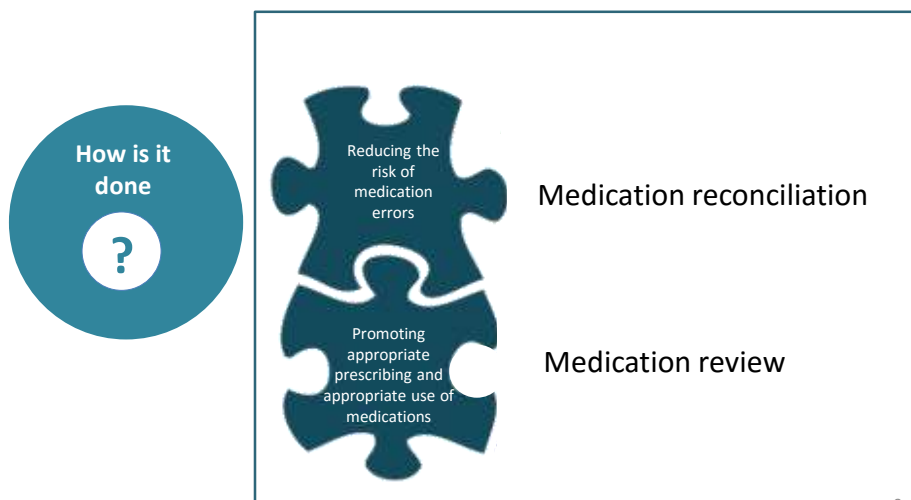 How is it
done
?
Reducing the
risk of
medication
errors
Medication reconciliation
Promoting
appropriate
prescribing and
appropriate use of
medications
Medication review